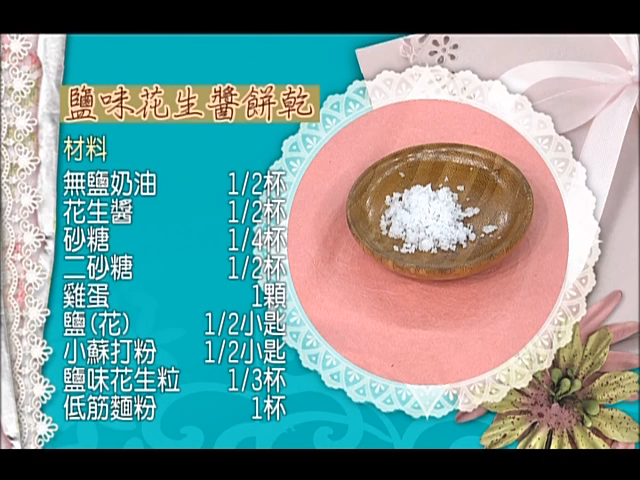 鹽味花生醬餅乾
材料
無鹽奶油 1/2杯
花生醬 1/2杯
砂糖 1/4杯
二砂糖 1/2杯
雞蛋 1顆
鹽(花) 1/2小匙
小蘇打粉 1/2小匙
鹽味花生粒 1/3杯
低筋麵粉 1杯